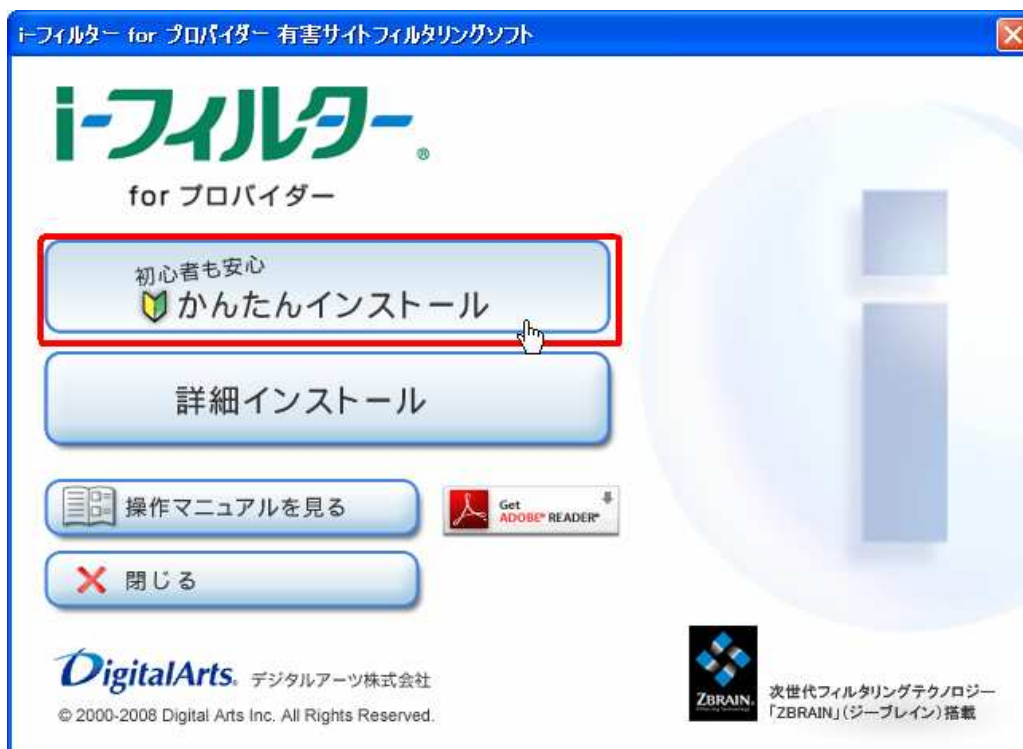 i-フィルター for プロバイダー 有害サイトフィルタリングソフト
i-フィルター®
for プロバイダー
初心者も安心
かんたんインストール
詳細インストール
操作マニュアルを見る
Get
ADOBE® READER®
閉じる
DigitalArts. デジタルアーツ株式会社
© 2000-2008 Digital Arts Inc. All Rights Reserved.
ZBRAIN.
次世代フィルタリングテクノロジー
「ZBRAIN」(ジーブレイン)搭載